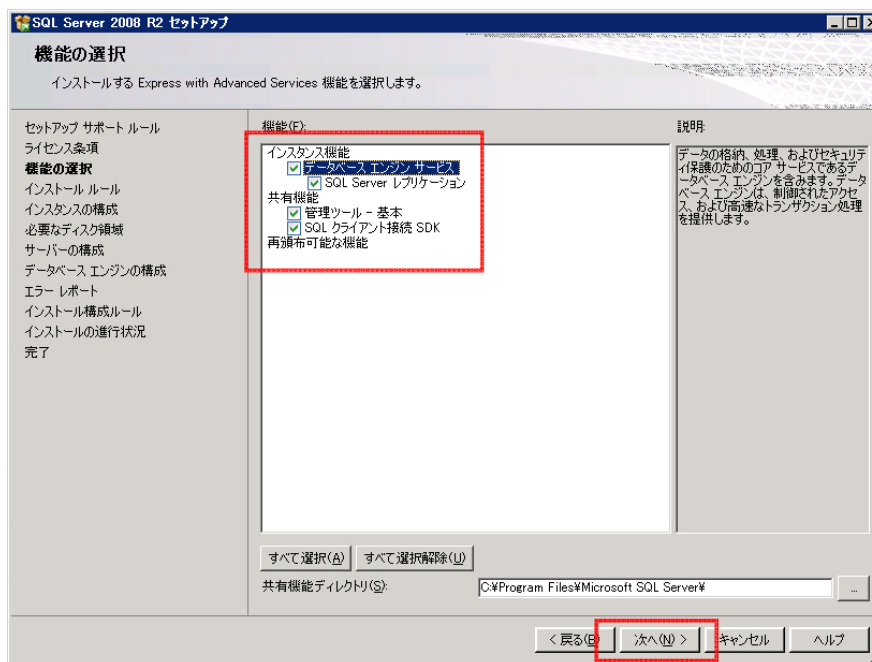 SQL Server 2008 R2 セットアップ
機能の選択
インストールする Express with Advanced Services 機能を選択します。
セットアップ サポート ルール
ライセンス条項
機能の選択
インストール ルール
インスタンスの構成
必要なディスク領域
サーバーの構成
データベース エンジンの構成
エラー レポート
インストール構成ルール
インストールの進行状況
完了
機能(F):
インスタンス機能
データベース エンジン サービス
SQL Server レプリケーション
共有機能
管理ツール - 基本
SQL クライアント接続 SDK
再頒布可能な機能
説明:
データの格納、処理、およびセキュリテ
ィ保護のためのコア サービスであるデ
ータベース エンジンを含みます。データ
ベース エンジンは、制御されたアクセ
ス、および高速なトランザクション処理
を提供します。
すべて選択(A)
すべて選択解除(U)
共有機能ディレクトリ(S):
C:¥Program Files¥Microsoft SQL Server¥
...
< 戻る(B)
次へ(N) >
キャンセル
ヘルプ